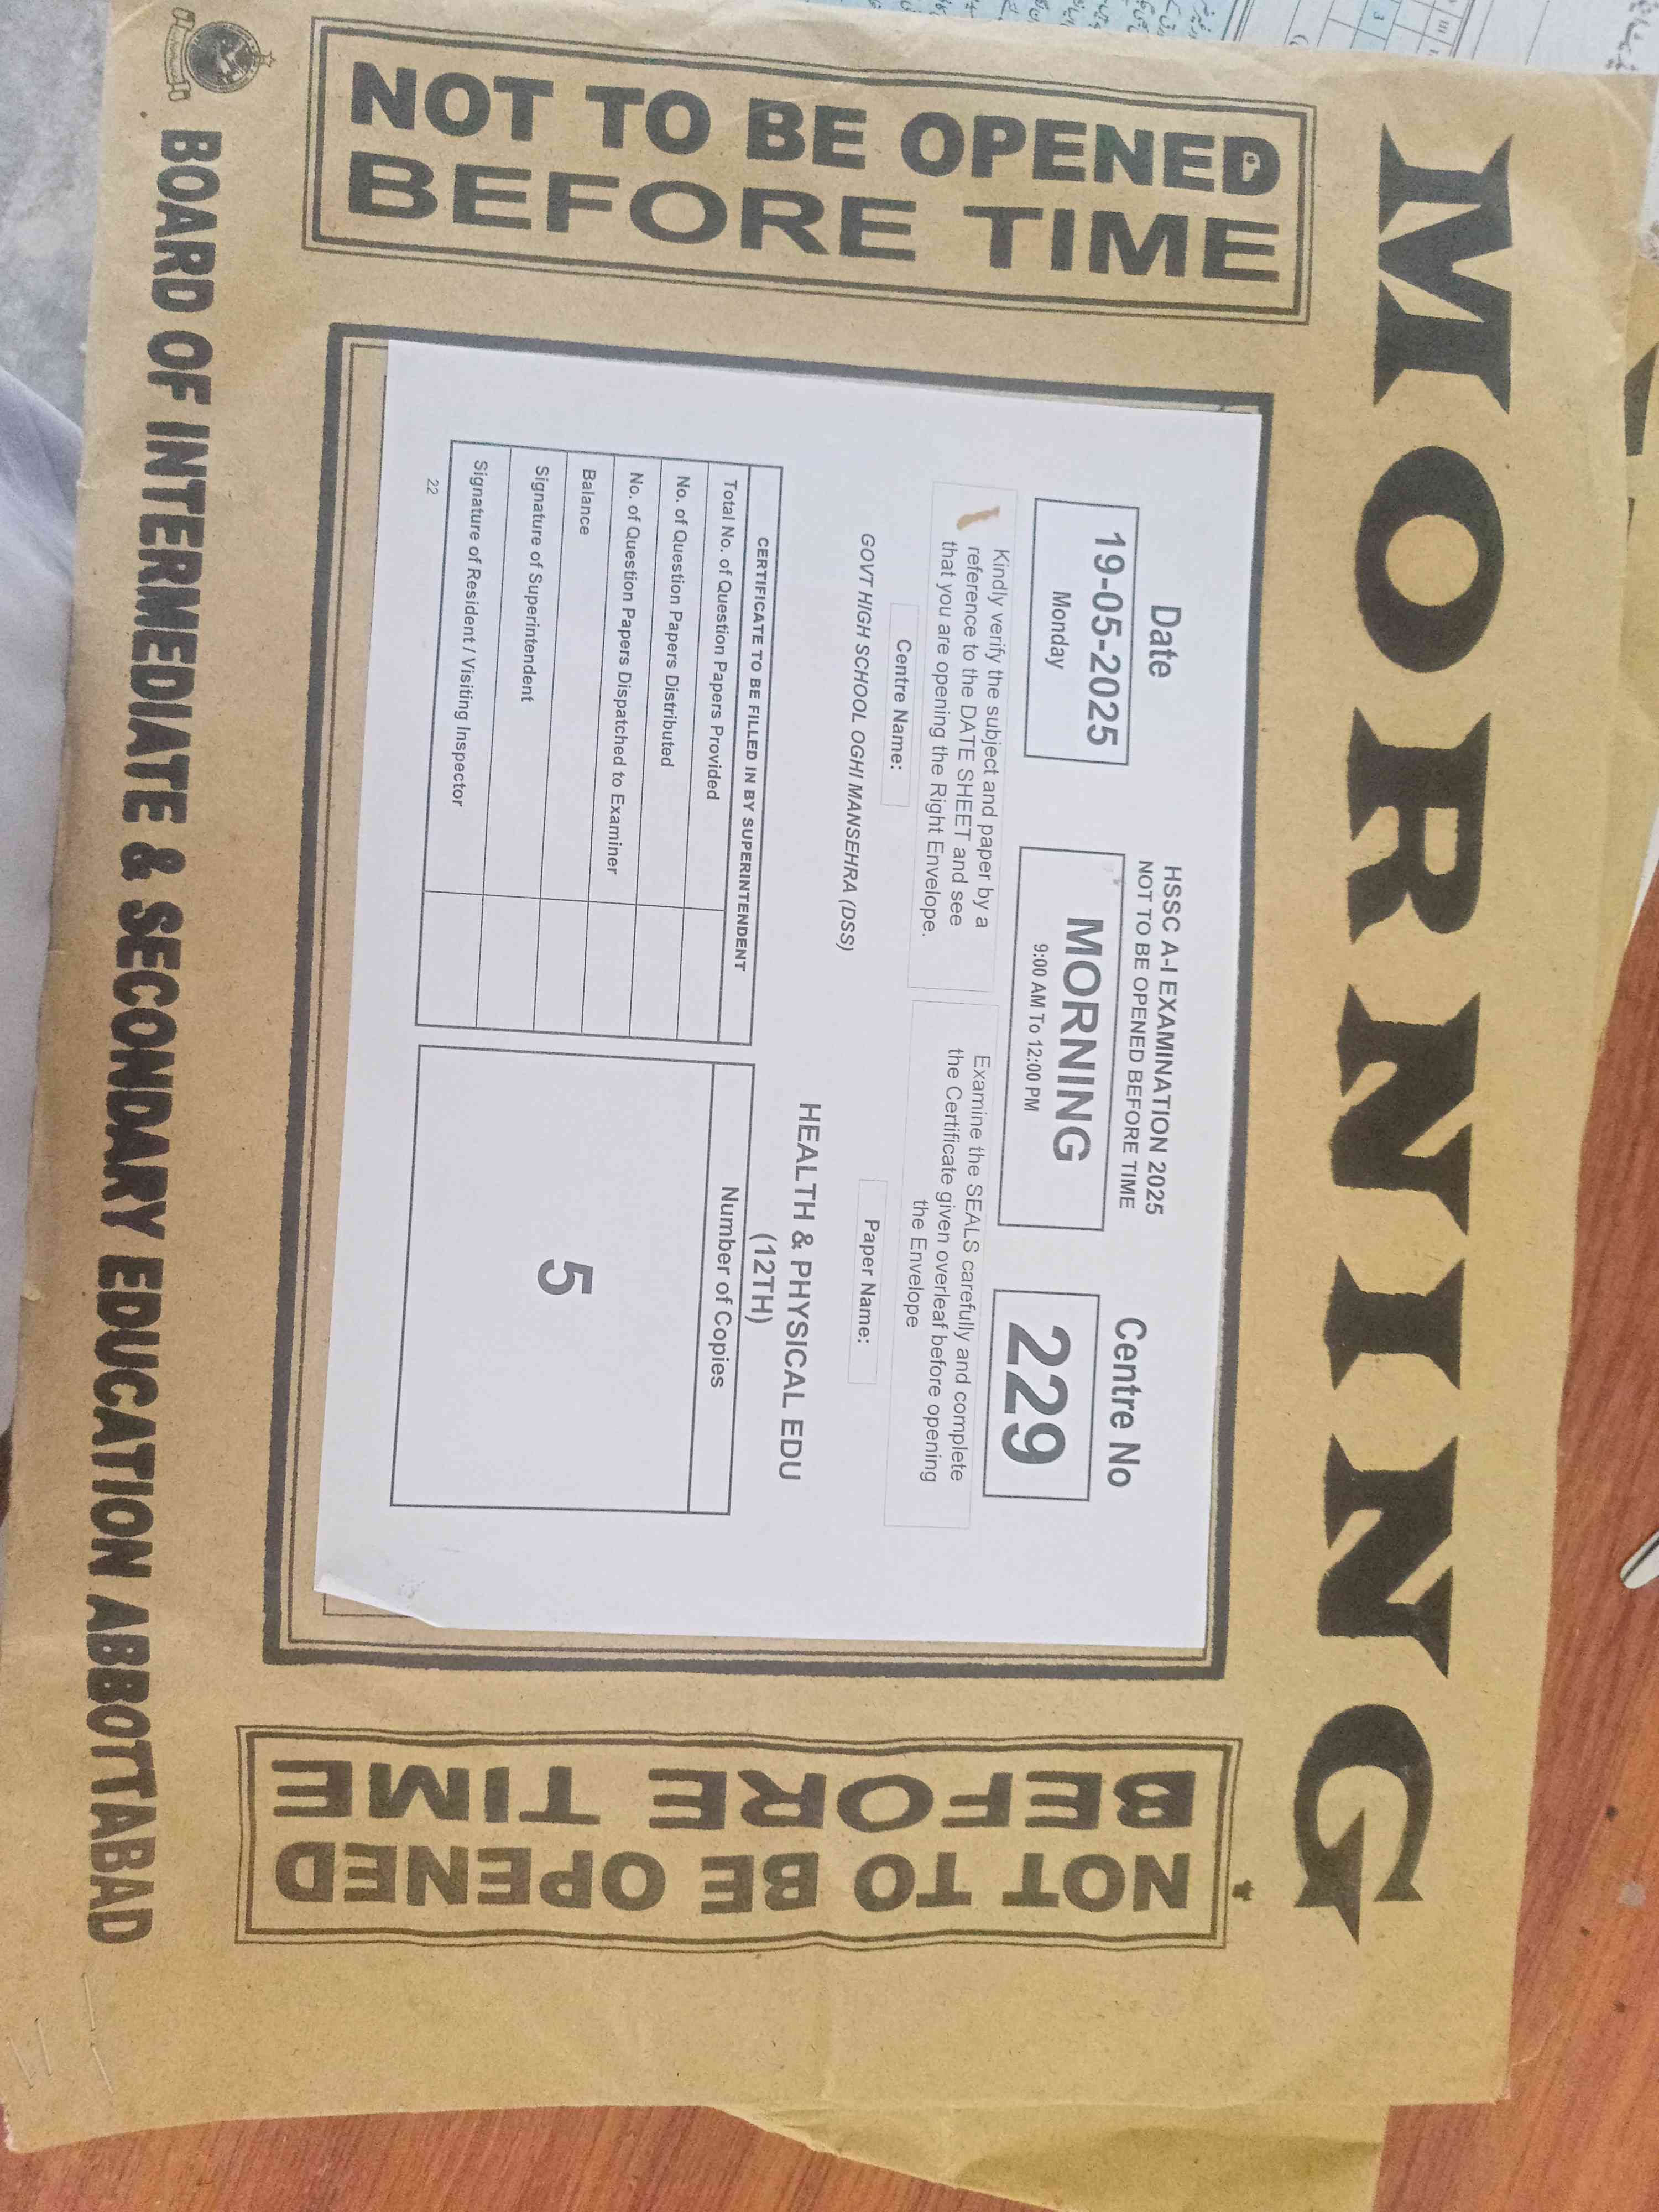 MORNING
NOT TO BE OPENED
BEFORE TIME
Date
19-05-2025
Monday
HSSC A-I EXAMINATION 2025
NOT TO BE OPENED BEFORE TIME
MORNING
9:00 AM To 12:00 PM
Centre No
229
Kindly verify the subject and paper by a
reference to the DATE SHEET and see
that you are opening the Right Envelope.
Examine the SEALS carefully and complete
the Certificate given overleaf before opening
the Envelope
Centre Name:
GOVT HIGH SCHOOL OGHI MANSEHRA (DSS)
Paper Name:
HEALTH & PHYSICAL EDU
(12TH)
CERTIFICATE TO BE FILLED IN BY SUPERINTENDENT
Total No. of Question Papers Provided
No. of Question Papers Distributed
No. of Question Papers Dispatched to Examiner
Balance
Signature of Superintendent
Signature of Resident / Visiting Inspector
22
Number of Copies
5
NOT TO BE OPENED
BEFORE TIME
BOARD OF INTERMEDIATE & SECONDARY EDUCATION ABBOTTABAD